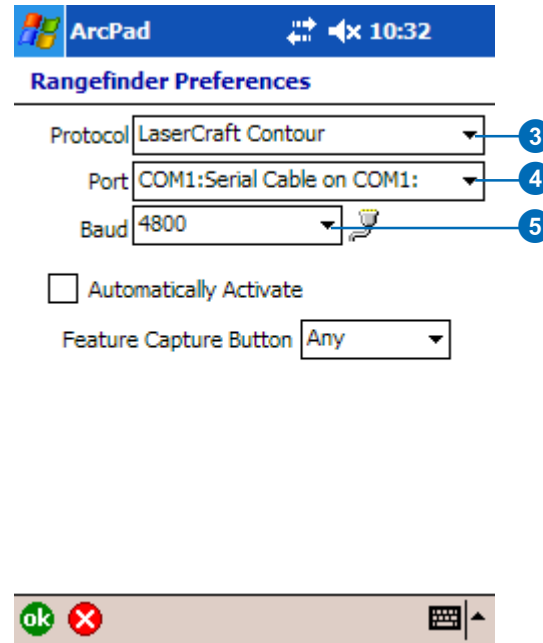 ArcPad 10:32
Rangefinder Preferences
Protocol LaserCraft Contour 3
Port COM1:Serial Cable on COM1: 4
Baud 4800 5
Automatically Activate
Feature Capture Button Any
ok